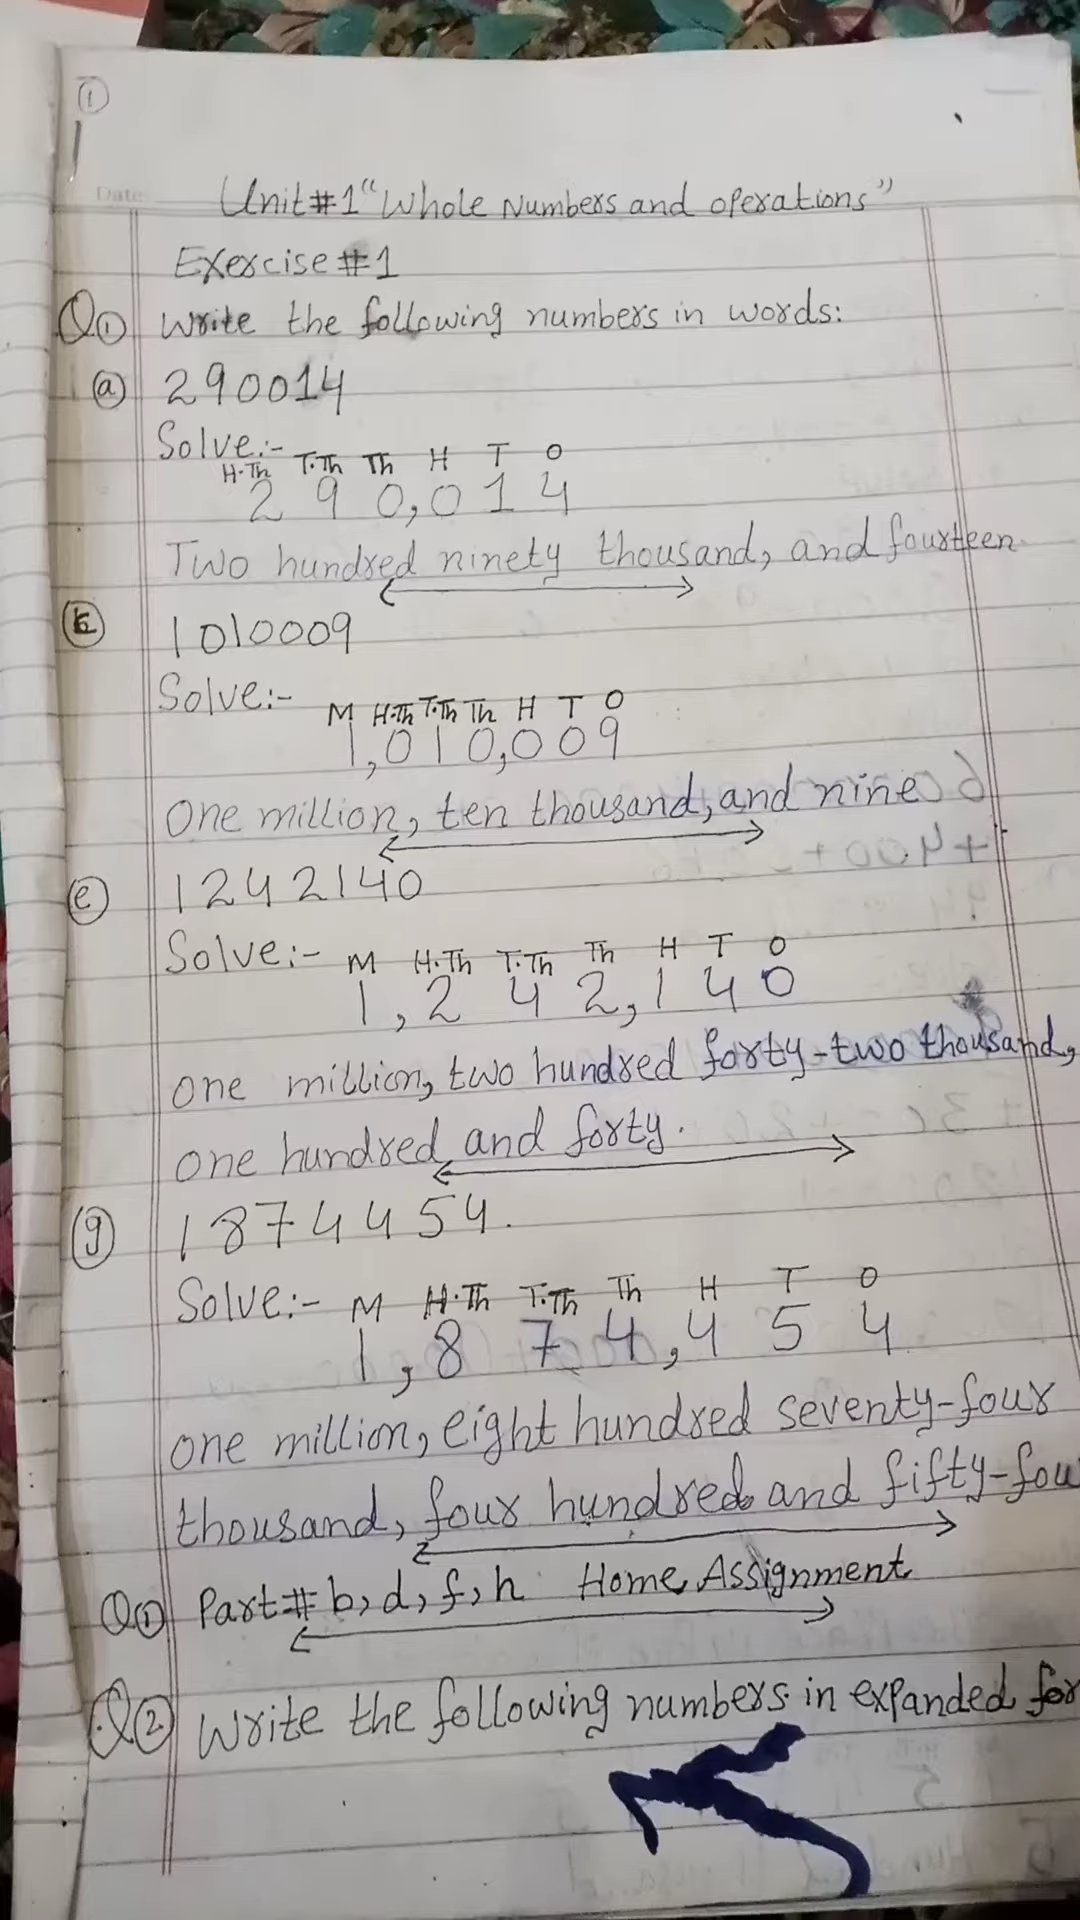 1
Date:
Unit#1 "Whole Numbers and operations"
Exercise #1
Q1 Write the following numbers in words:
a 290014
Solve:-
H.Th T.Th Th H T O
2 9 0,0 1 4
Two hundred ninety thousand, and fourteen.
1010009
Solve:-
M H.Th T.Th Th H T O
1,0 1 0,0 0 9
One million, ten thousand, and nine
e 1242140
Solve:-
M H.Th T.Th Th H T O
1,2 4 2,1 4 0
one million, two hundred forty-two thousand,
one hundred and forty.
g 1874454.
Solve:-
M H.Th T.Th Th H T O
1,8 7 4,4 5 4
one million, eight hundred seventy-four
thousand, four hundred and fifty-fou
Q1 Part# b, d, f, h Home Assignment
Q2 Write the following numbers in expanded for